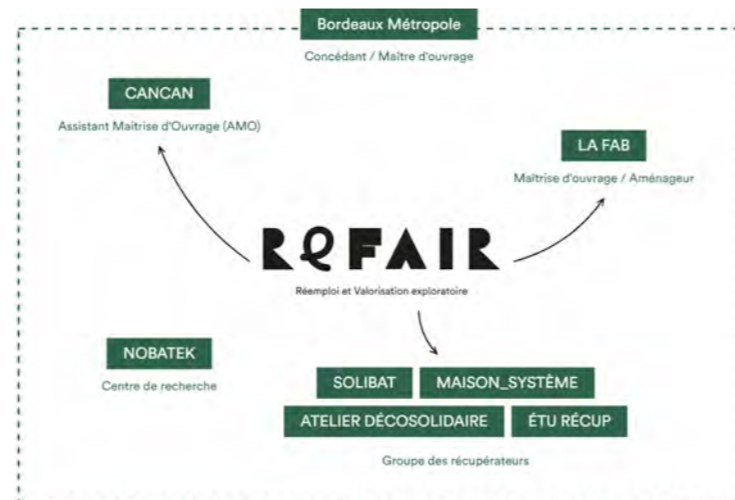 Bordeaux Métropole
Concédant / Maître d'ouvrage
CANCAN
Assistant Maitrise d'Ouvrage (AMO)
LA FAB
Maîtrise d'ouvrage / Aménageur
REFAIR
Réemploi et Valorisation exploratoire
NOBATEK
Centre de recherche
SOLIBAT
MAISON_SYSTÈME
ATELIER DÉCOSOLIDAIRE
ÉTU RÉCUP
Groupe des récupérateurs